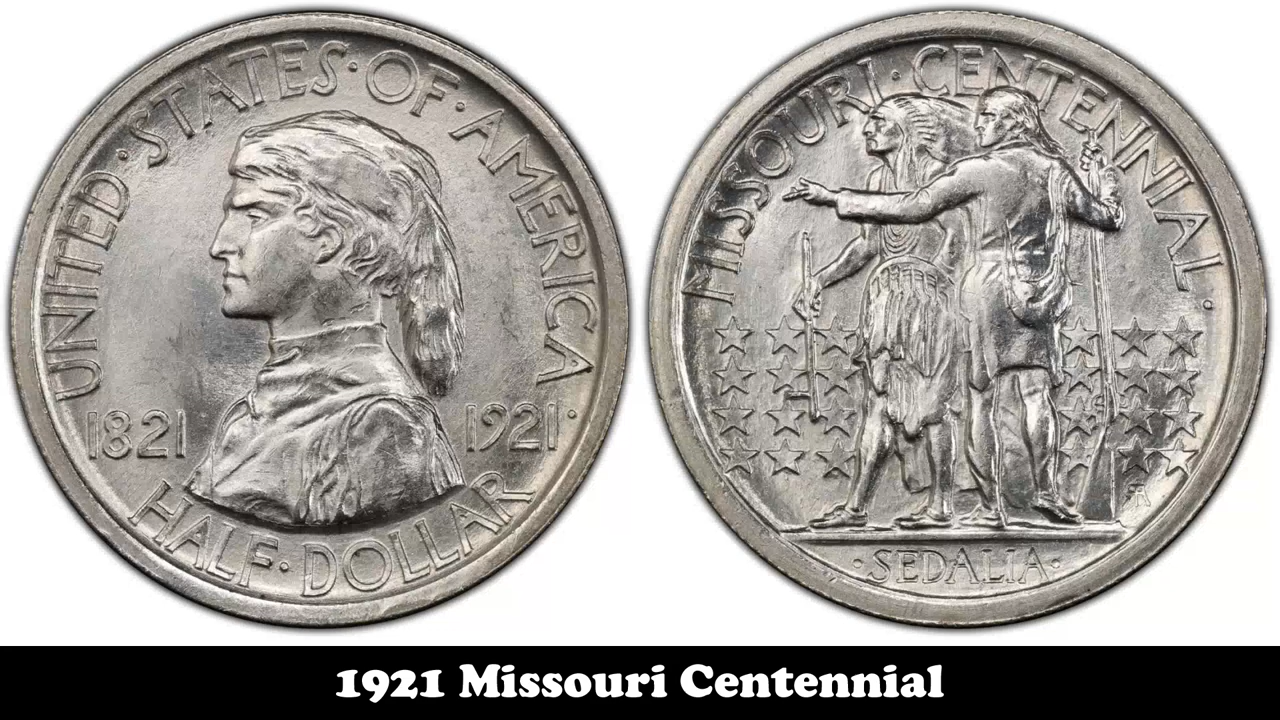 UNITED · STATES · OF · AMERICA
1821 1921 ·
HALF · DOLLAR
MISSOURI · CENTENNIAL ·
· SEDALIA ·
1921 Missouri Centennial